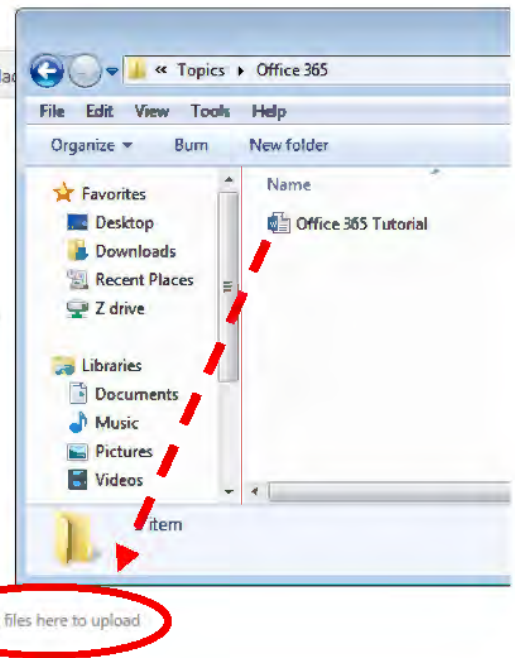 « Topics ▸ Office 365
File Edit View Tools Help
Organize Burn New folder
Favorites
Desktop
Downloads
Recent Places
Z drive
Libraries
Documents
Music
Pictures
Videos
Name
Office 365 Tutorial
item
files here to upload